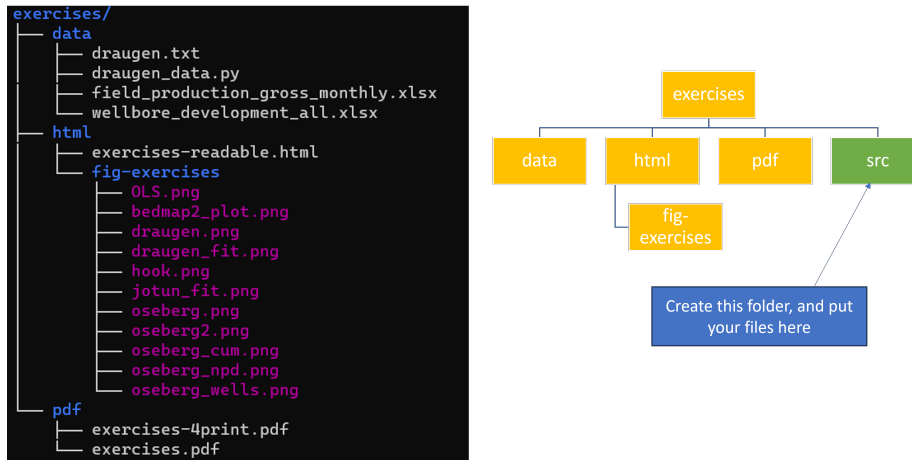 exercises/
data
draugen.txt
draugen_data.py
field_production_gross_monthly.xlsx
wellbore_development_all.xlsx
html
exercises-readable.html
fig-exercises
OLS.png
bedmap2_plot.png
draugen.png
draugen_fit.png
hook.png
jotun_fit.png
oseberg.png
oseberg2.png
oseberg_cum.png
oseberg_npd.png
oseberg_wells.png
pdf
exercises-4print.pdf
exercises.pdf
exercises
data
html
pdf
src
fig-
exercises
Create this folder, and put
your files here